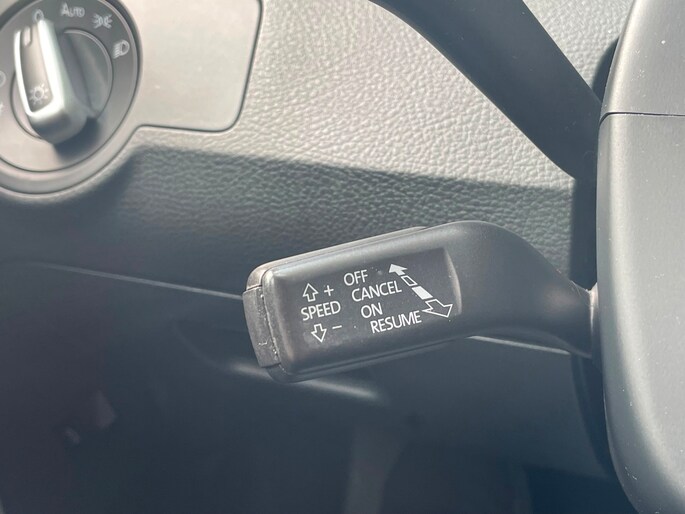 AUTO
+ OFF
SPEED CANCEL
- ON
RESUME